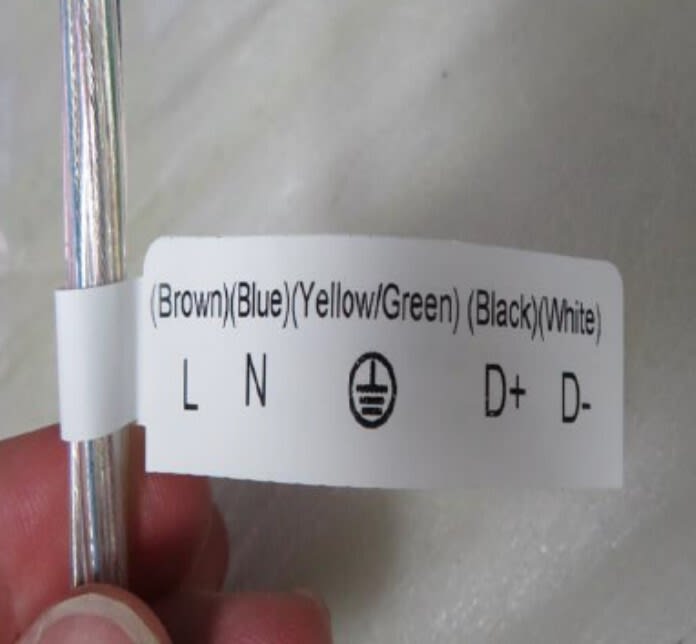 (Brown)(Blue)(Yellow/Green) (Black)(White)
L N D+ D-